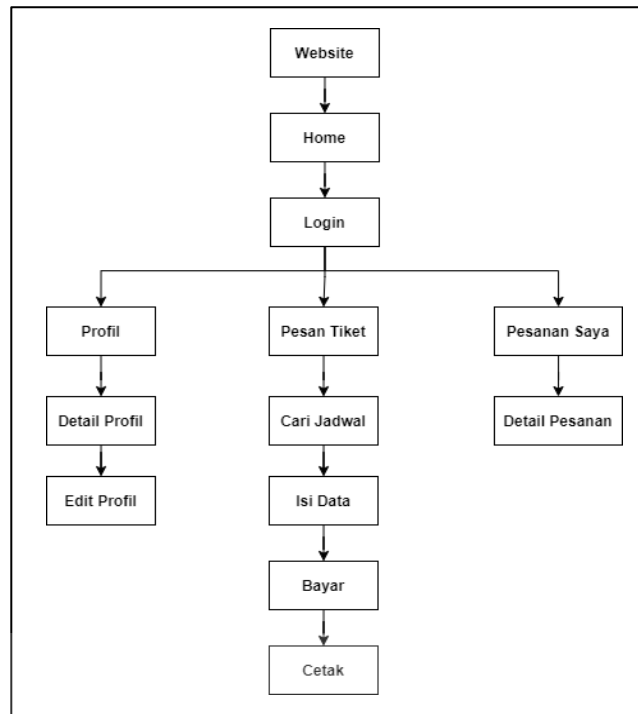 Website
Home
Login
Profil
Pesan Tiket
Pesanan Saya
Detail Profil
Cari Jadwal
Detail Pesanan
Edit Profil
Isi Data
Bayar
Cetak